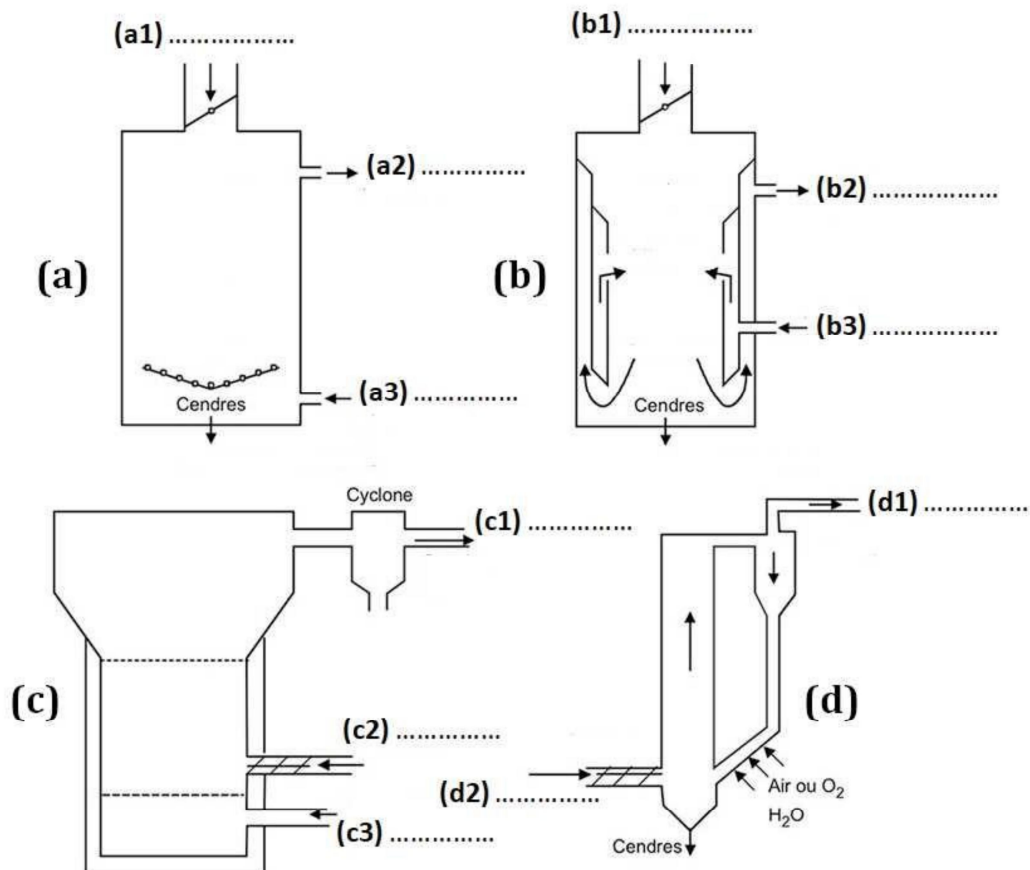 (a1) ..................
(b1) ..................
(a2) ...............
(b2) ...............
(a)
(b)
(b3) ...............
Cendres
(a3) ...............
Cendres
Cyclone
(c1) ...............
(d1) ...............
(c)
(d)
(c2) ...............
(d2) ...............
Air ou O2
H2O
(c3) ...............
Cendres